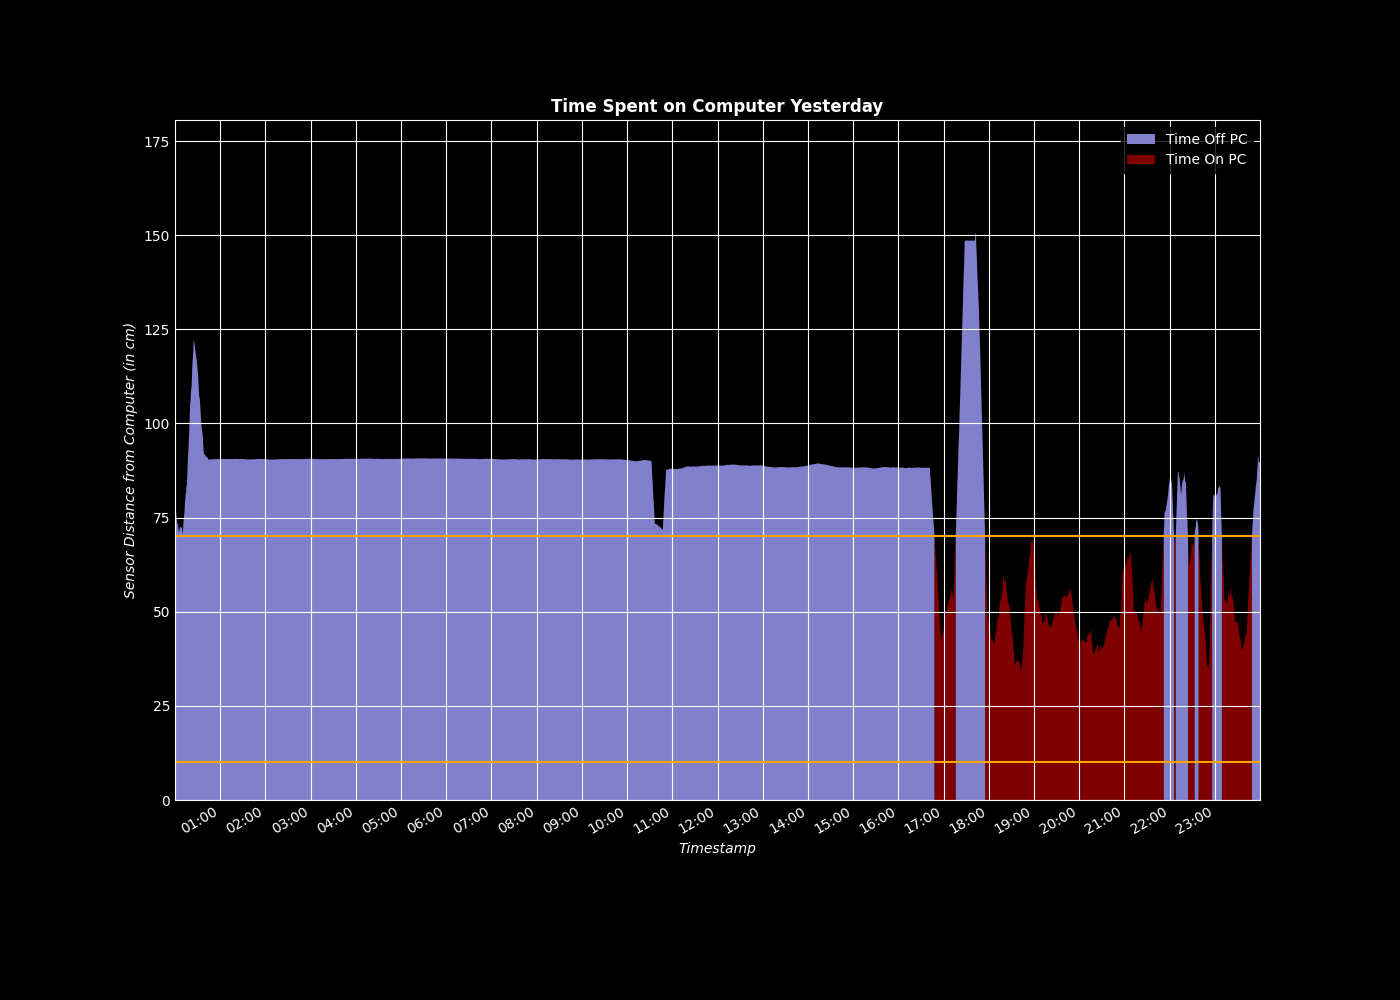 Time Spent on Computer Yesterday
Time Off PC
Time On PC
175
150
125
100
75
50
25
0
Sensor Distance from Computer (in cm)
01:00 02:00 03:00 04:00 05:00 06:00 07:00 08:00 09:00 10:00 11:00 12:00 13:00 14:00 15:00 16:00 17:00 18:00 19:00 20:00 21:00 22:00 23:00
Timestamp